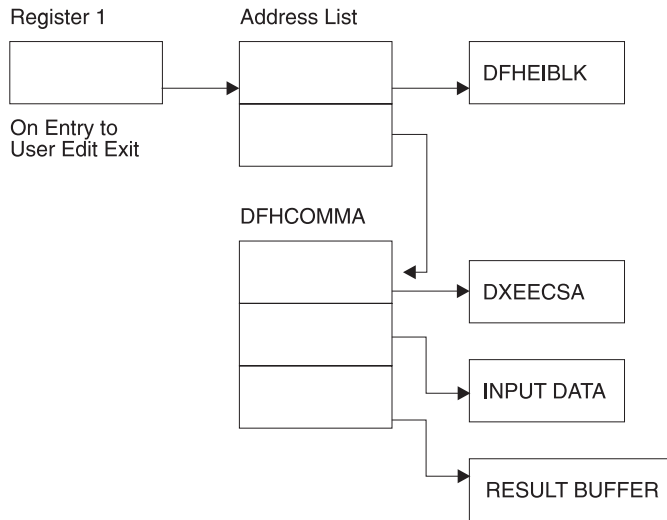 Register 1
Address List
DFHEIBLK
On Entry to
User Edit Exit
DFHCOMMA
DXEECSA
INPUT DATA
RESULT BUFFER